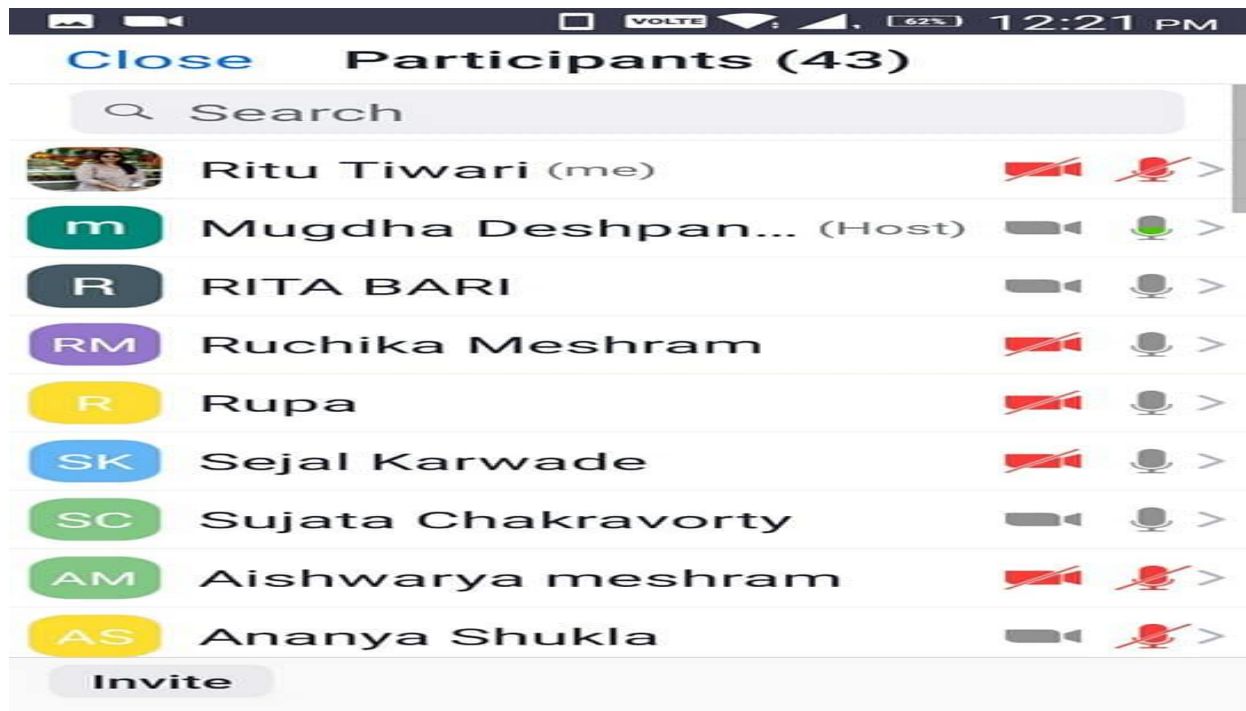 VOLTE 62% 12:21 PM
Close Participants (43)
Search
Ritu Tiwari (me)
m Mugdha Deshpan... (Host)
R RITA BARI
RM Ruchika Meshram
R Rupa
SK Sejal Karwade
SC Sujata Chakravorty
AM Aishwarya meshram
AS Ananya Shukla
Invite